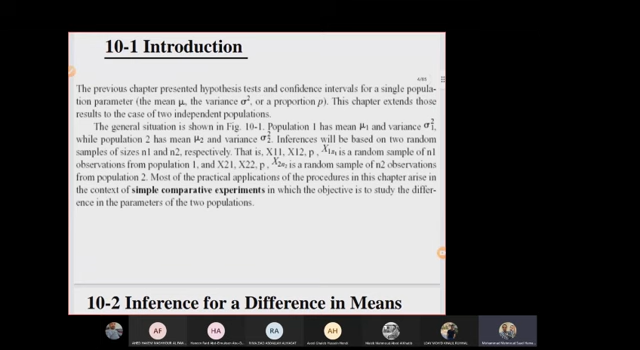 10-1 Introduction
4/80
The previous chapter presented hypothesis tests and confidence intervals for a single popula-
tion parameter (the mean μ, the variance σ², or a proportion p). This chapter extends those
results to the case of two independent populations.
The general situation is shown in Fig. 10-1. Population 1 has mean μ1 and variance σ²1,
while population 2 has mean μ2 and variance σ²2. Inferences will be based on two random
samples of sizes n1 and n2, respectively. That is, X11, X12, p , X1n1 is a random sample of n1
observations from population 1, and X21, X22, p , X2n2 is a random sample of n2 observations
from population 2. Most of the practical applications of the procedures in this chapter arise in
the context of simple comparative experiments in which the objective is to study the differ-
ence in the parameters of the two populations.
10-2 Inference for a Difference in Means
AF HA RA AH